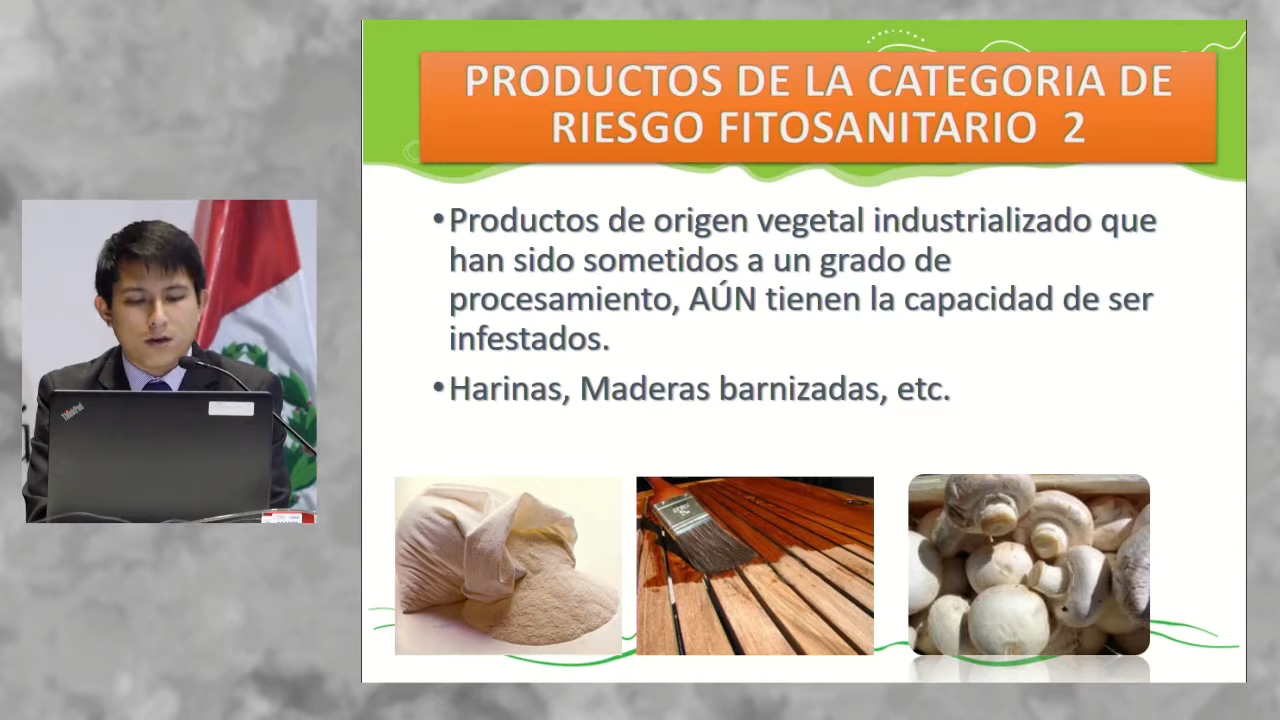 PRODUCTOS DE LA CATEGORIA DE
RIESGO FITOSANITARIO 2
•Productos de origen vegetal industrializado que
han sido sometidos a un grado de
procesamiento, AÚN tienen la capacidad de ser
infestados.
•Harinas, Maderas barnizadas, etc.
ThinkPad